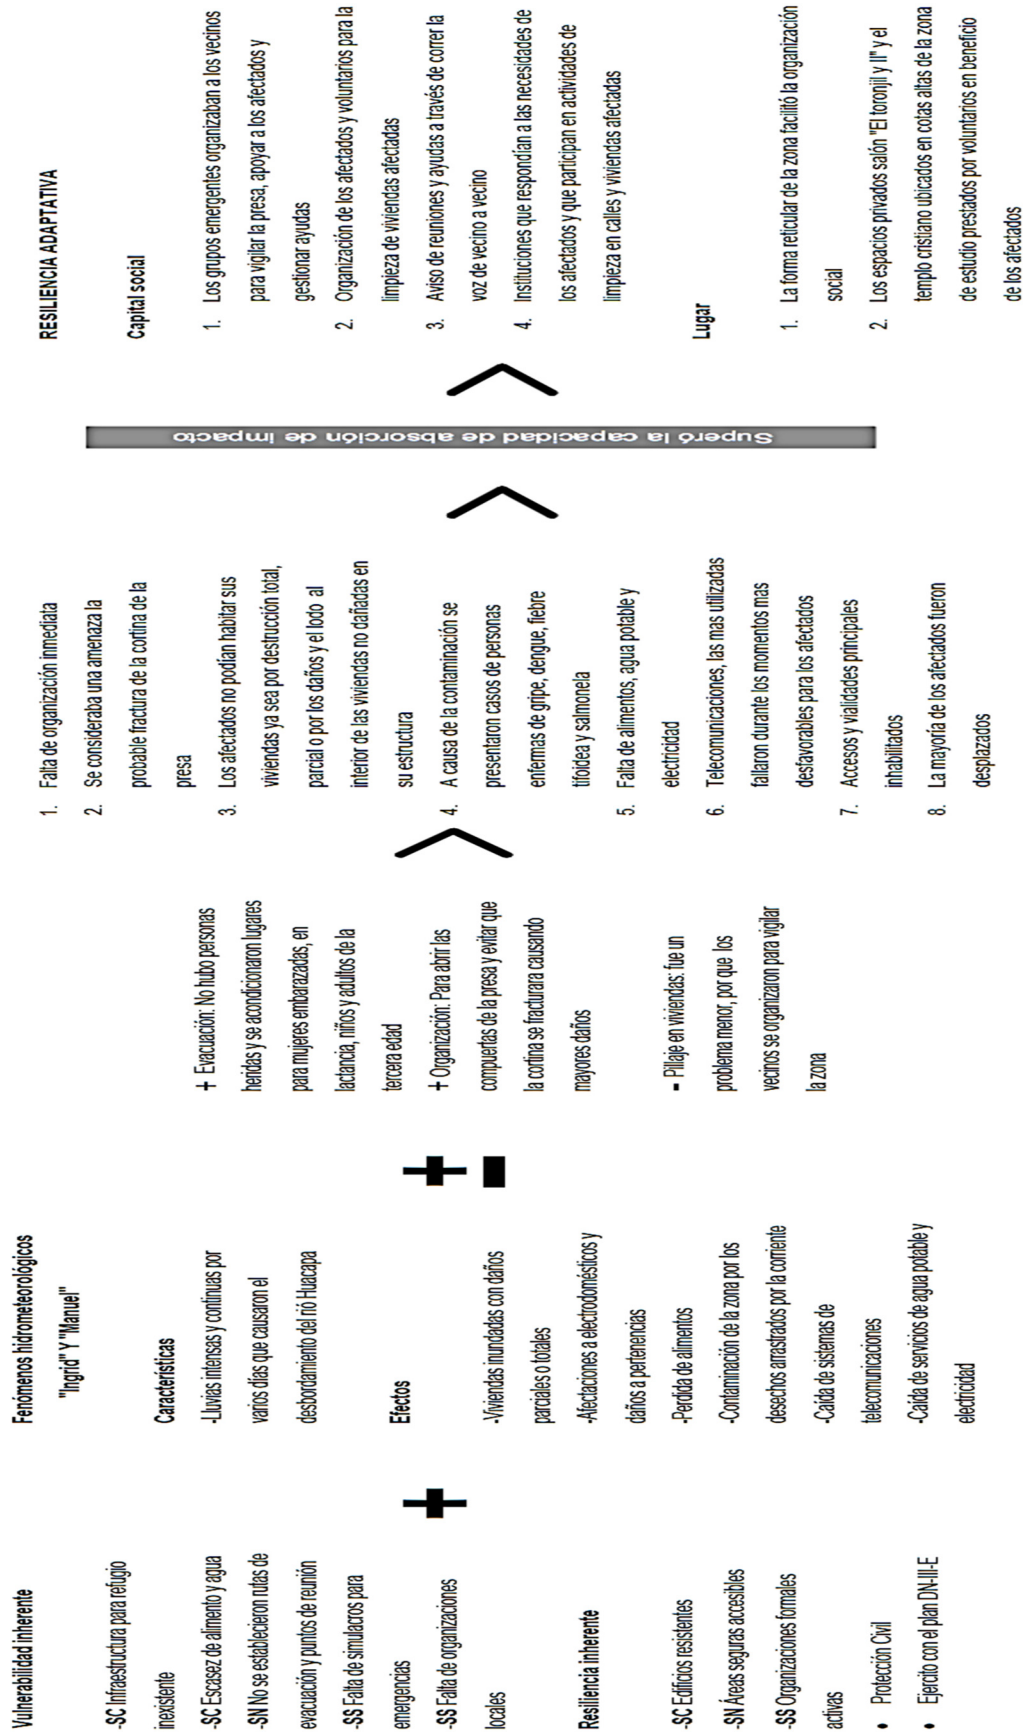 Vulnerabilidad inherente
-SC Infraestructura para refugio
inexistente
-SC Escasez de alimento y agua
-SN No se establecieron rutas de
evacuación y puntos de reunión
-SS Falta de simulacros para
emergencias
-SS Falta de organizaciones
locales
Resiliencia inherente
-SC Edificios resistentes
-SN Áreas seguras accesibles
-SS Organizaciones formales
activas
• Protección Civil
• Ejercito con el plan DN-III-E
+
Fenómenos hidrometeorológicos
"Ingrid" Y "Manuel"
Características
-Lluvias intensas y continuas por
varios días que causaron el
desbordamiento del rió Huacapa
Efectos
-Viviendas inundadas con daños
parciales o totales
-Afectaciones a electrodomésticos y
daños a pertenencias
-Perdida de alimentos
-Contaminación de la zona por los
desechos arrastrados por la corriente
-Caída de sistemas de
telecomunicaciones
-Caída de servicios de agua potable y
electricidad
+
-
+ Evacuación: No hubo personas
heridas y se acondicionaron lugares
para mujeres embarazadas, en
lactancia, niños y adultos de la
tercera edad
+ Organización: Para abrir las
compuertas de la presa y evitar que
la cortina se fracturara causando
mayores daños
- Pillaje en viviendas: fue un
problema menor, por que los
vecinos se organizaron para vigilar
la zona
1. Falta de organización inmediata
2. Se consideraba una amenaza la
probable fractura de la cortina de la
presa
3. Los afectados no podían habitar sus
viviendas ya sea por destrucción total,
parcial o por los daños y el lodo al
interior de las viviendas no dañadas en
su estructura
4. A causa de la contaminación se
presentaron casos de personas
enfermas de gripe, dengue, fiebre
tifoidea y salmonela
5. Falta de alimentos, agua potable y
electricidad
6. Telecomunicaciones, las mas utilizadas
fallaron durante los momentos mas
desfavorables para los afectados
7. Accesos y vialidades principales
inhabilitados
8. La mayoría de los afectados fueron
desplazados
Superó la capacidad de absorción de impacto
RESILIENCIA ADAPTATIVA
Capital social
1. Los grupos emergentes organizaban a los vecinos
para vigilar la presa, apoyar a los afectados y
gestionar ayudas
2. Organización de los afectados y voluntarios para la
limpieza de viviendas afectadas
3. Aviso de reuniones y ayudas a través de correr la
voz de vecino a vecino
4. Instituciones que respondían a las necesidades de
los afectados y que participan en actividades de
limpieza en calles y viviendas afectadas
Lugar
1. La forma reticular de la zona facilitó la organización
social
2. Los espacios privados salón "El toronjil y II" y el
templo cristiano ubicados en cotas altas de la zona
de estudio prestados por voluntarios en beneficio
de los afectados